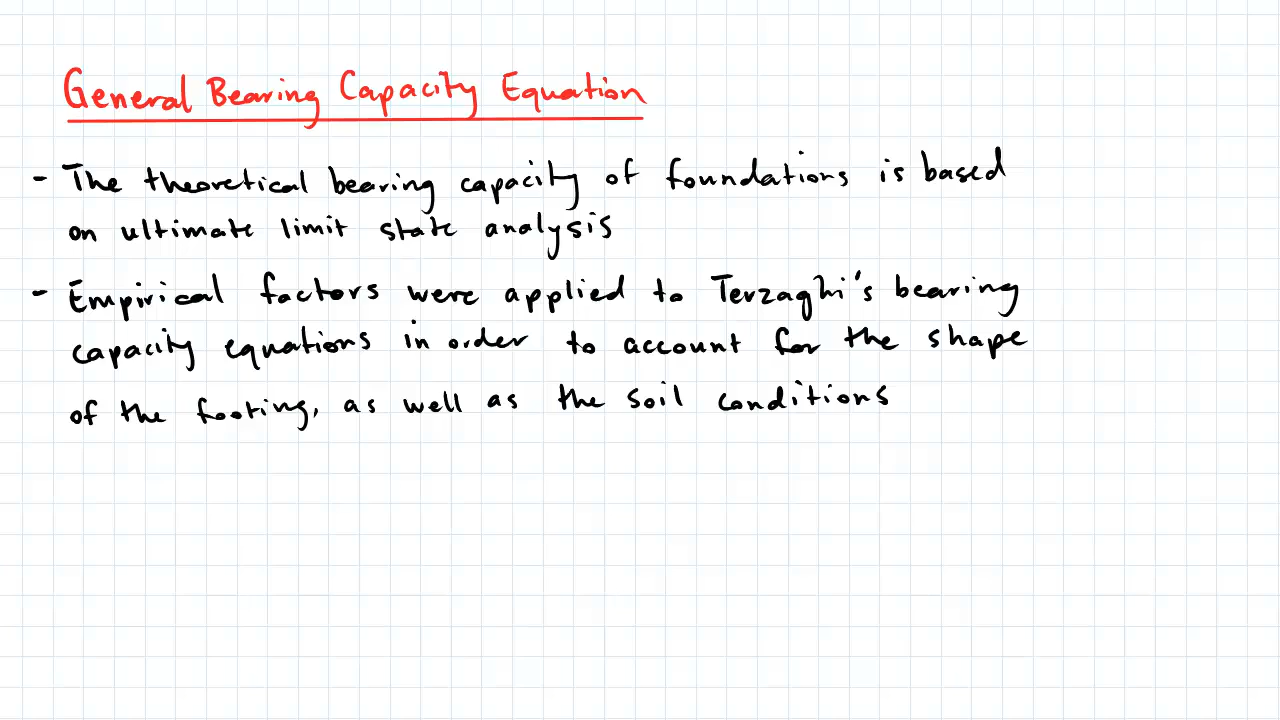 General Bearing Capacity Equation
- The theoretical bearing capacity of foundations is based
on ultimate limit state analysis
- Empirical factors were applied to Terzaghi's bearing
capacity equations in order to account for the shape
of the footing, as well as the soil conditions